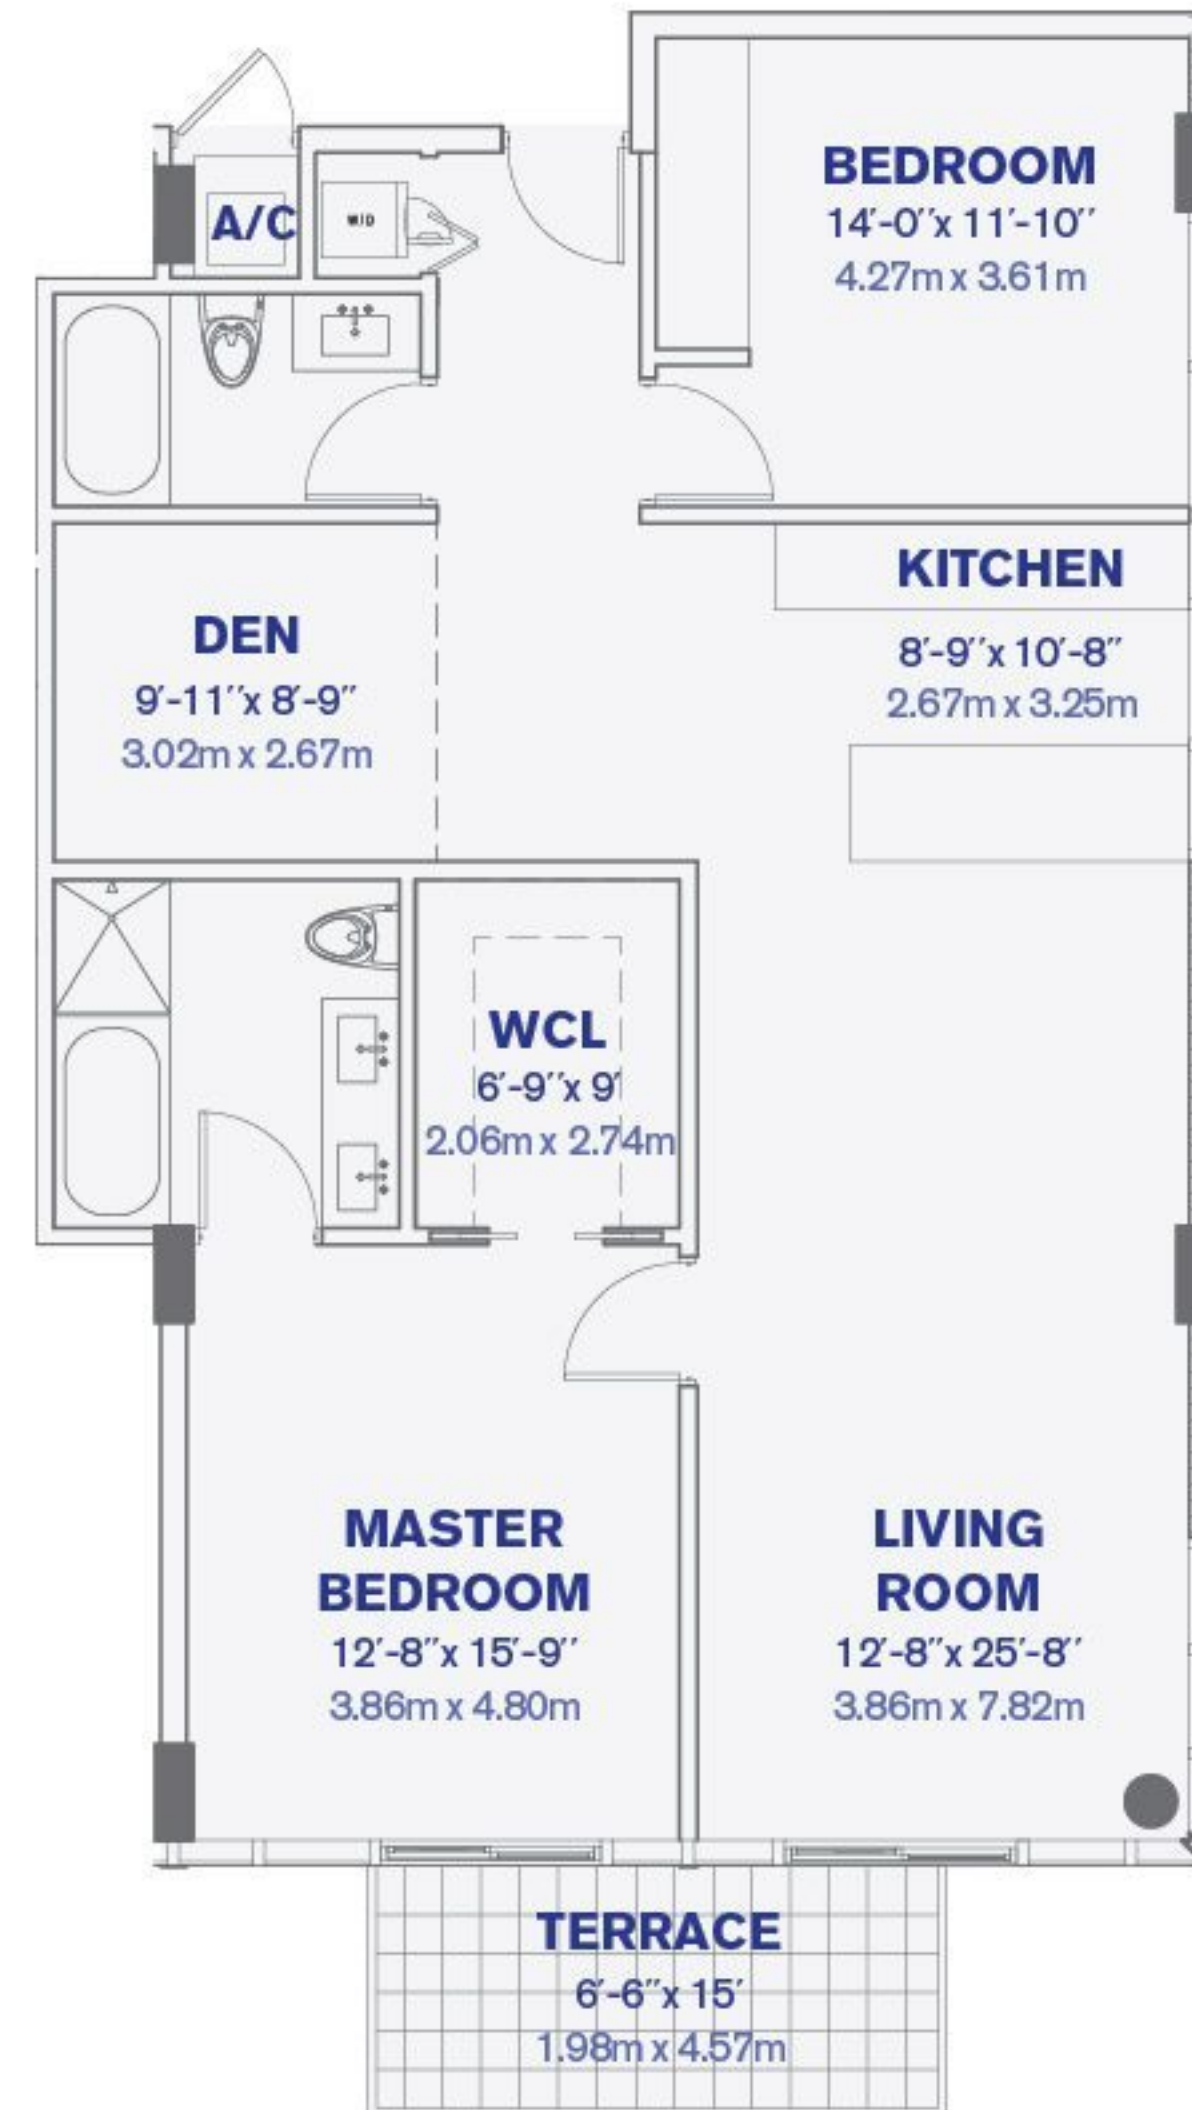 BEDROOM
14'-0"x 11'-10"
4.27m x 3.61m
A/C
W/D
KITCHEN
8'-9"x 10'-8"
2.67m x 3.25m
DEN
9'-11"x 8'-9"
3.02m x 2.67m
WCL
6'-9"x 9'
2.06m x 2.74m
MASTER
BEDROOM
12'-8"x 15'-9"
3.86m x 4.80m
LIVING
ROOM
12'-8"x 25'-8"
3.86m x 7.82m
TERRACE
6'-6"x 15'
1.98m x 4.57m